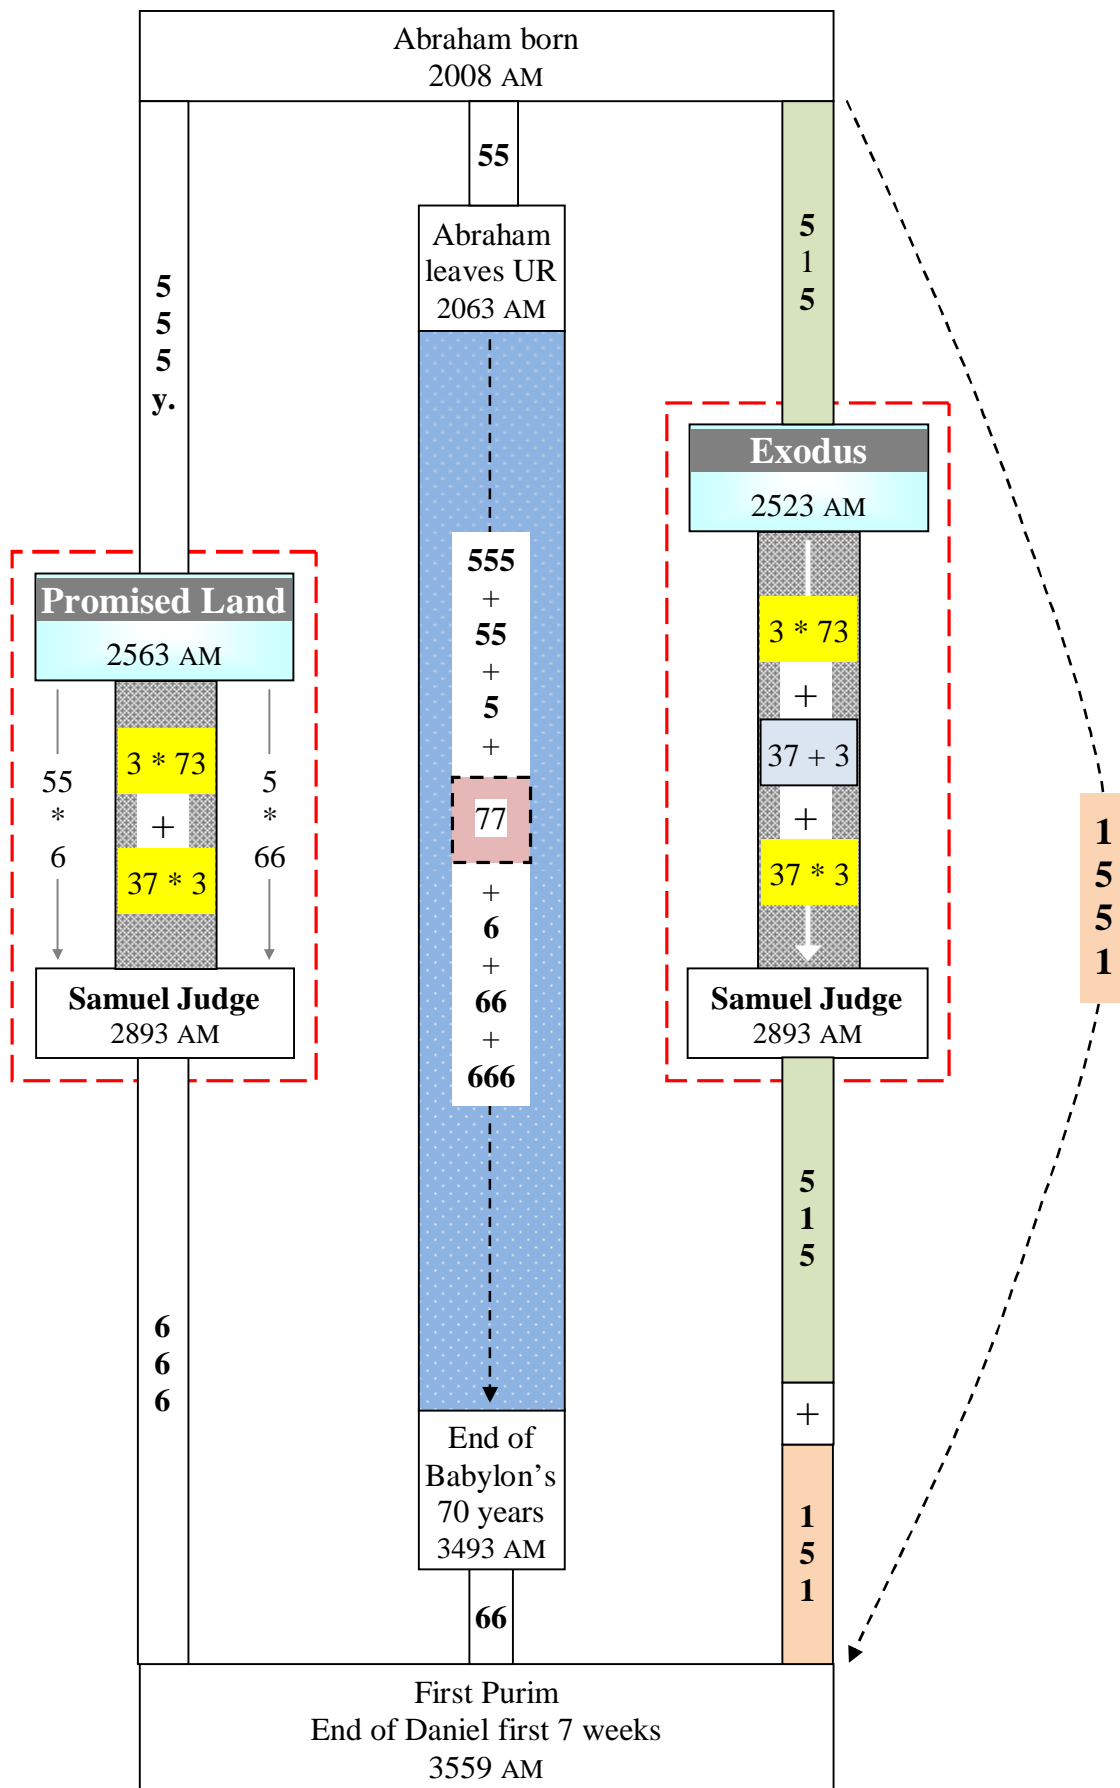 Abraham born
2008 AM
55
Abraham
leaves UR
2063 AM
5
1
5
5
5
5
y.
Exodus
2523 AM
Promised Land
2563 AM
555
+
55
+
5
+
77
+
6
+
66
+
666
3 * 73
+
37 + 3
+
37 * 3
55
*
6
3 * 73
+
37 * 3
5
*
66
1
5
5
1
Samuel Judge
2893 AM
Samuel Judge
2893 AM
5
1
5
6
6
6
+
End of
Babylon’s
70 years
3493 AM
1
5
1
66
First Purim
End of Daniel first 7 weeks
3559 AM